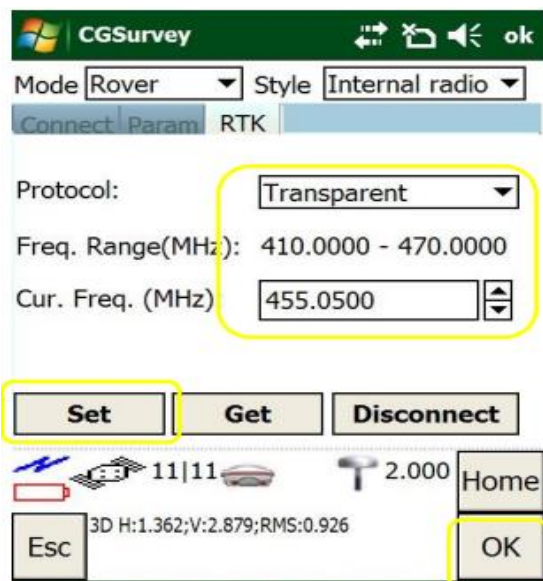 CGSurvey ok
Mode Rover Style Internal radio
Connect Param RTK
Protocol: Transparent
Freq. Range(MHz): 410.0000 - 470.0000
Cur. Freq. (MHz) 455.0500
Set Get Disconnect
11|11 2.000 Home
Esc 3D H:1.362;V:2.879;RMS:0.926 OK